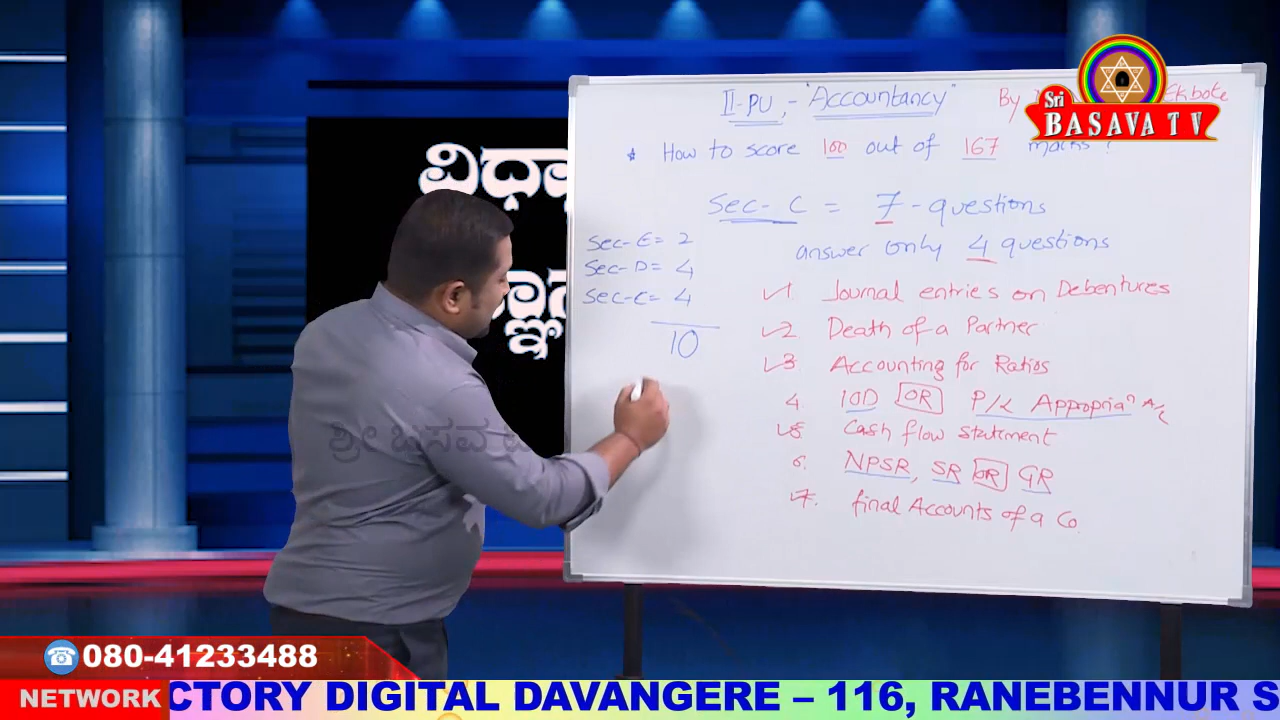 II-PU, - "Accountancy" By Ekbote
Sri
BASAVA TV
* How to score 100 out of 167 marks?
Sec- C = 7 - questions
answer only 4 questions
Sec-E= 2
Sec-D= 4
Sec-C= 4
10
1 Journal entries on Debentures
2 Death of a Partner
3 Accounting for Ratios
4 IOD OR P/L Appropriaⁿ A/c
5 Cash flow statement
6. NPSR, SR OR GR
7. final Accounts of a Co
ಶ್ರೀ ಬಸವ
080-41233488
NETWORK CTORY DIGITAL DAVANGERE – 116, RANEBENNUR S